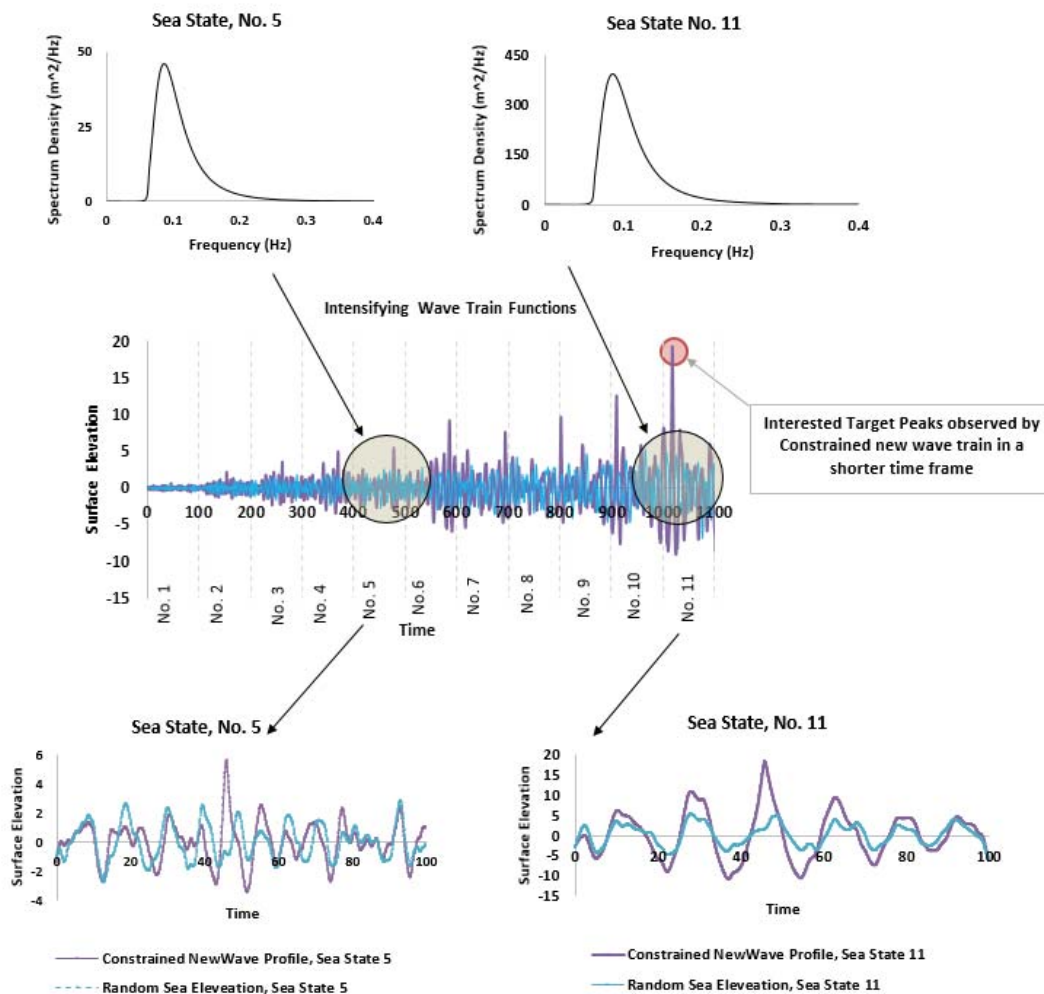 Sea State, No. 5
Sea State No. 11
Spectrum Density (m^2/Hz)
50
25
0
0 0.1 0.2 0.3 0.4
Frequency (Hz)
Spectrum Density (m^2/Hz)
450
300
150
0
0 0.1 0.2 0.3 0.4
Frequency (Hz)
Intensifying Wave Train Functions
Surface Elevation
20
15
10
5
0
-5
-10
-15
0 100 200 300 400 500 600 700 800 900 1000 1100
No. 1 No. 2 No. 3 No. 4 No. 5 No.6 No. 7 No. 8 No. 9 No. 10 No. 11
Time
Interested Target Peaks observed by
Constrained new wave train in a
shorter time frame
Sea State, No. 5
Surface Elevation
6
4
2
0
-2
-4
0 20 40 60 80 100
Time
Constrained NewWave Profile, Sea State 5
Random Sea Eleveation, Sea State 5
Sea State, No. 11
Surface Elevation
20
15
10
5
0
-5
-10
-15
0 20 40 60 80 100
Time
Constrained NewWave Profile, Sea State 11
Random Sea Eleveation, Sea State 11